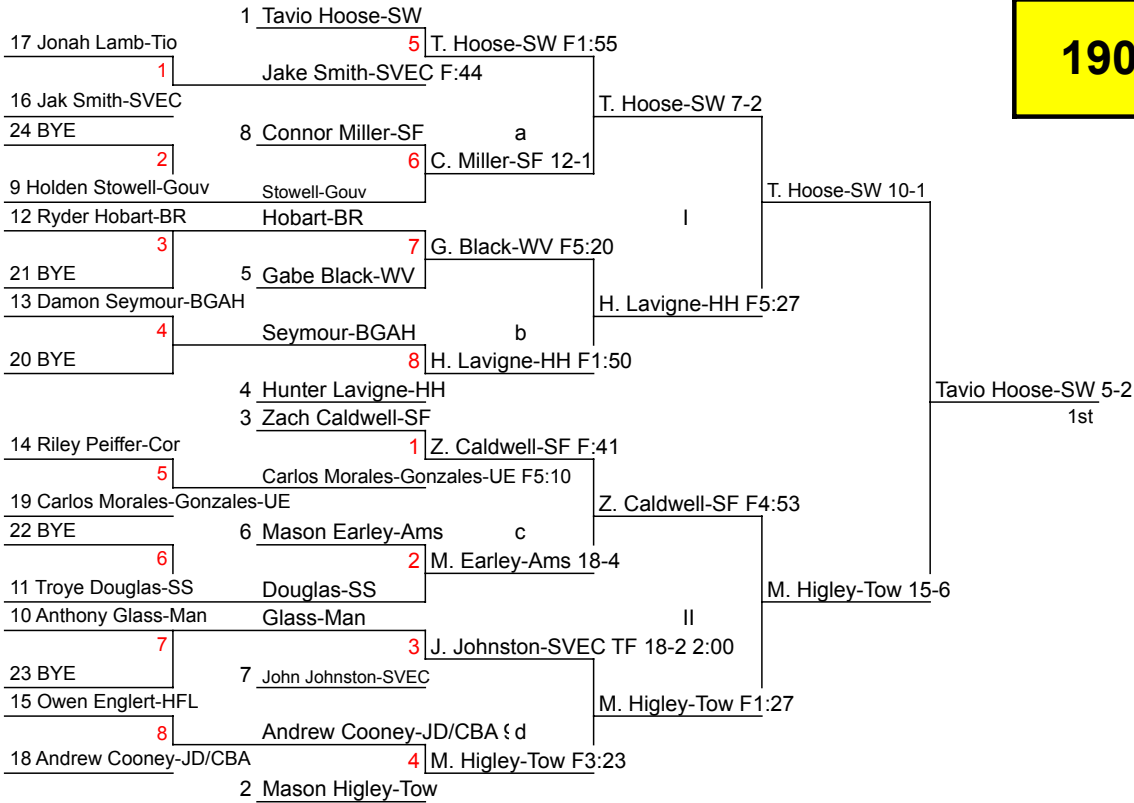 1 Tavio Hoose-SW
17 Jonah Lamb-Tio
5 T. Hoose-SW F1:55
190
1
Jake Smith-SVEC F:44
16 Jak Smith-SVEC
T. Hoose-SW 7-2
24 BYE
8 Connor Miller-SF a
2
6 C. Miller-SF 12-1
9 Holden Stowell-Gouv Stowell-Gouv
T. Hoose-SW 10-1
12 Ryder Hobart-BR Hobart-BR
I
3
7 G. Black-WV F5:20
21 BYE
5 Gabe Black-WV
13 Damon Seymour-BGAH
H. Lavigne-HH F5:27
4
Seymour-BGAH b
20 BYE
8 H. Lavigne-HH F1:50
4 Hunter Lavigne-HH
Tavio Hoose-SW 5-2
3 Zach Caldwell-SF
1st
14 Riley Peiffer-Cor
1 Z. Caldwell-SF F:41
5
Carlos Morales-Gonzales-UE F5:10
19 Carlos Morales-Gonzales-UE
Z. Caldwell-SF F4:53
22 BYE
6 Mason Earley-Ams c
6
2 M. Earley-Ams 18-4
11 Troye Douglas-SS Douglas-SS
M. Higley-Tow 15-6
10 Anthony Glass-Man Glass-Man
II
7
3 J. Johnston-SVEC TF 18-2 2:00
23 BYE
7 John Johnston-SVEC
15 Owen Englert-HFL
M. Higley-Tow F1:27
8
Andrew Cooney-JD/CBA d
18 Andrew Cooney-JD/CBA
4 M. Higley-Tow F3:23
2 Mason Higley-Tow